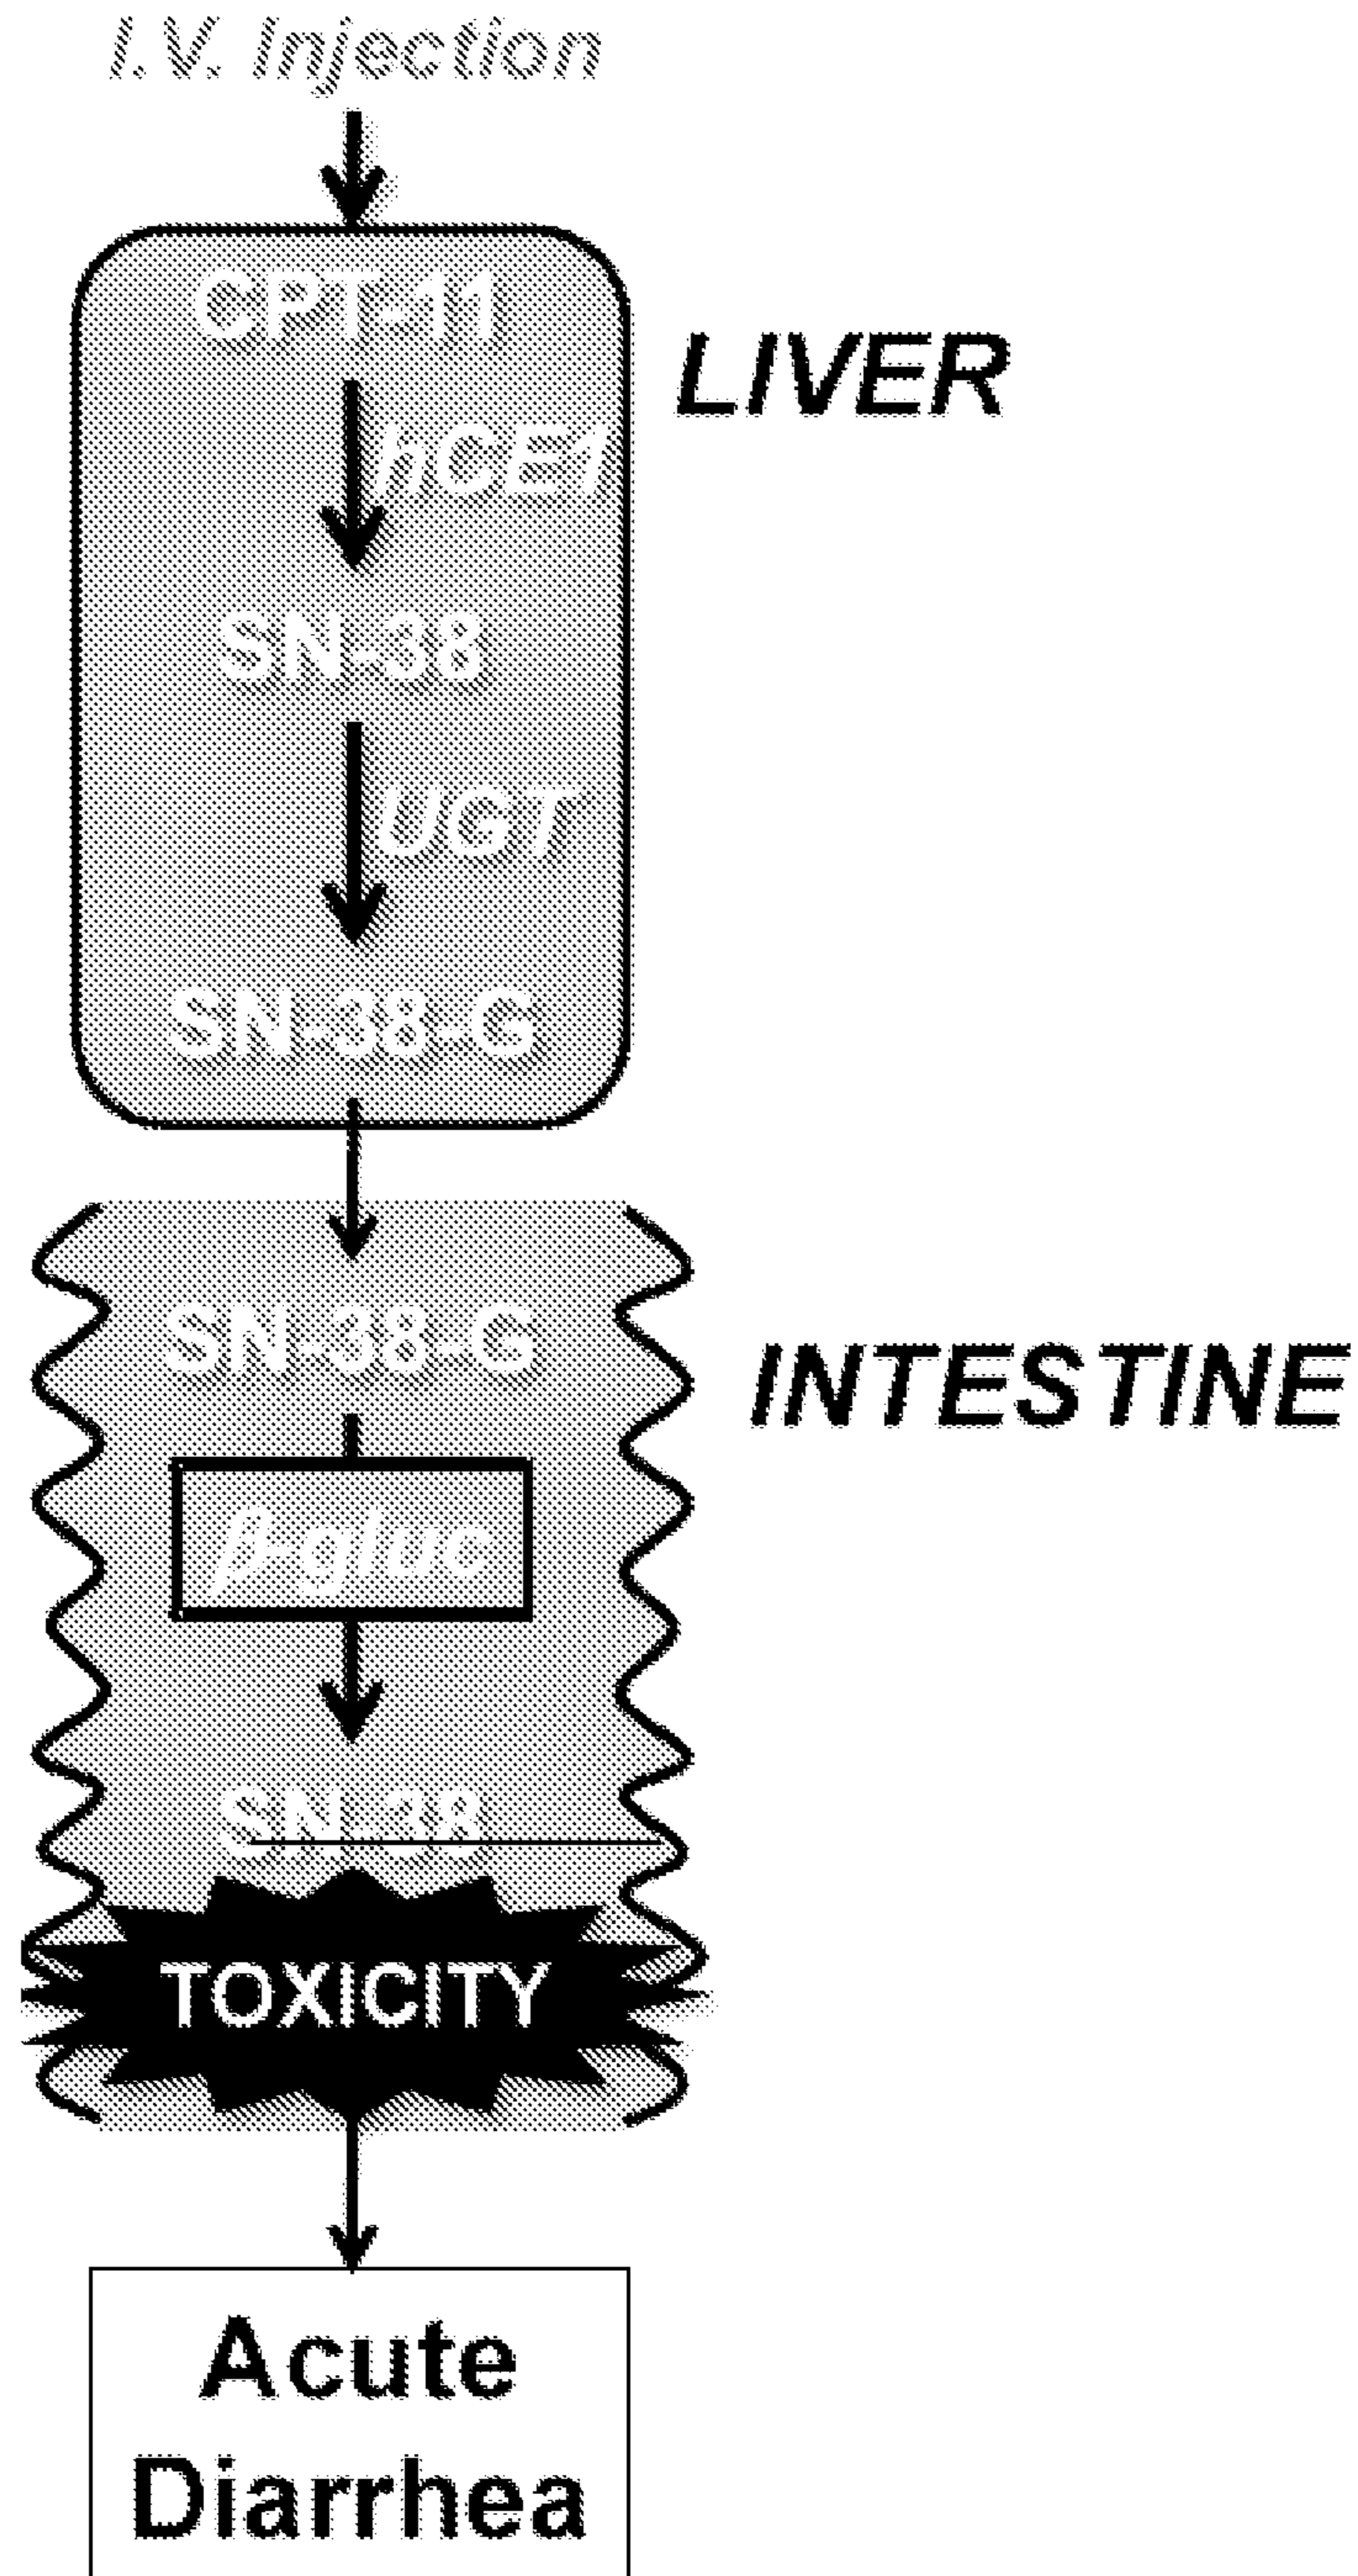 I.V. Injection
CPT-11
LIVER
hCE1
SN-38
UGT
SN-38-G
SN-38-G
INTESTINE
β-gluc
SN-38
TOXICITY
Acute
Diarrhea